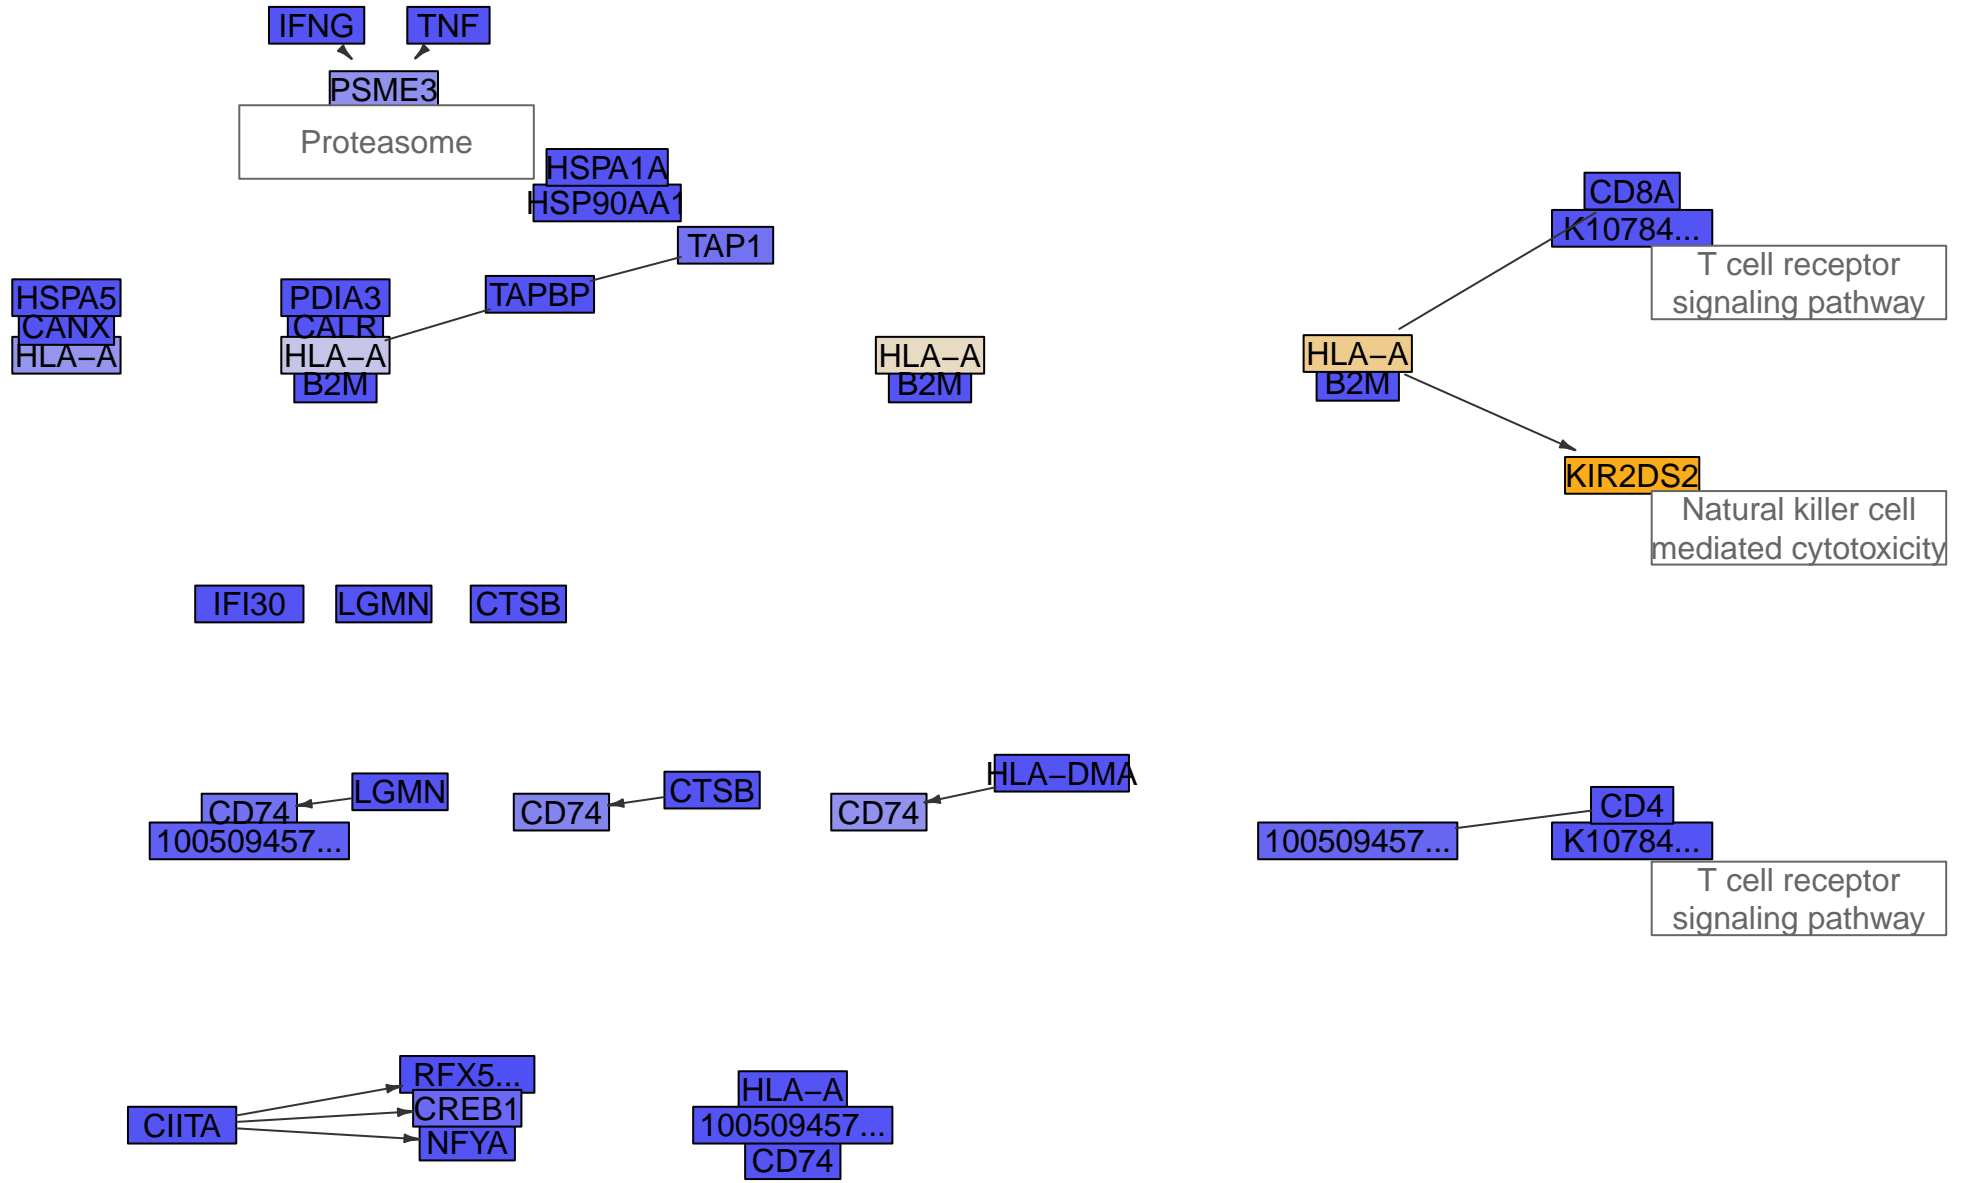 IFNG
TNF
PSME3
Proteasome
HSPA1A
HSP90AA1
CD8A
K10784...
TAP1
T cell receptor
signaling pathway
HSPA5
PDIA3
TAPBP
CANX
CALR
HLA−A
HLA−A
HLA−A
HLA−A
B2M
B2M
B2M
KIR2DS2
Natural killer cell
mediated cytotoxicity
IFI30
LGMN
CTSB
LGMN
CTSB
HLA−DMA
CD74
CD74
CD74
CD4
100509457...
100509457...
K10784...
T cell receptor
signaling pathway
RFX5...
HLA−A
CIITA
CREB1
100509457...
NFYA
CD74